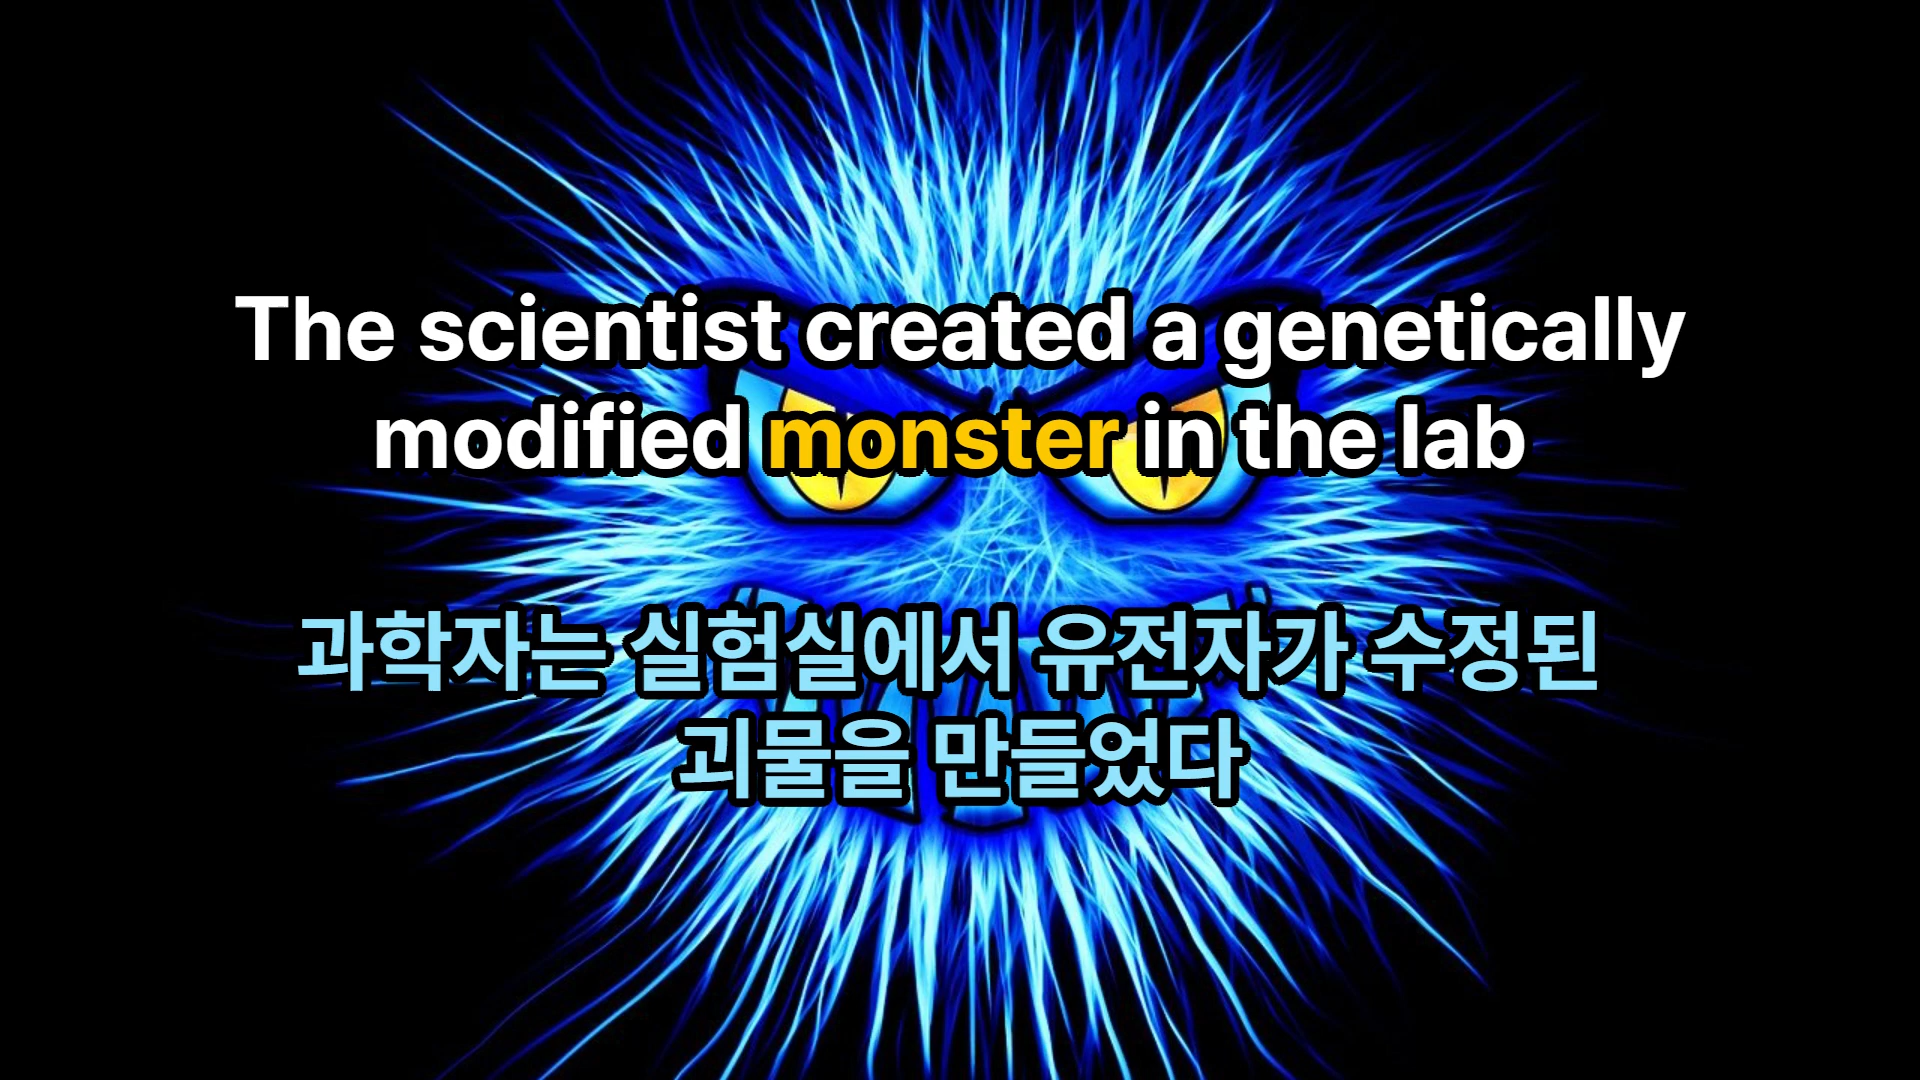 The scientist created a genetically
modified monster in the lab
과학자는 실험실에서 유전자가 수정된
괴물을 만들었다